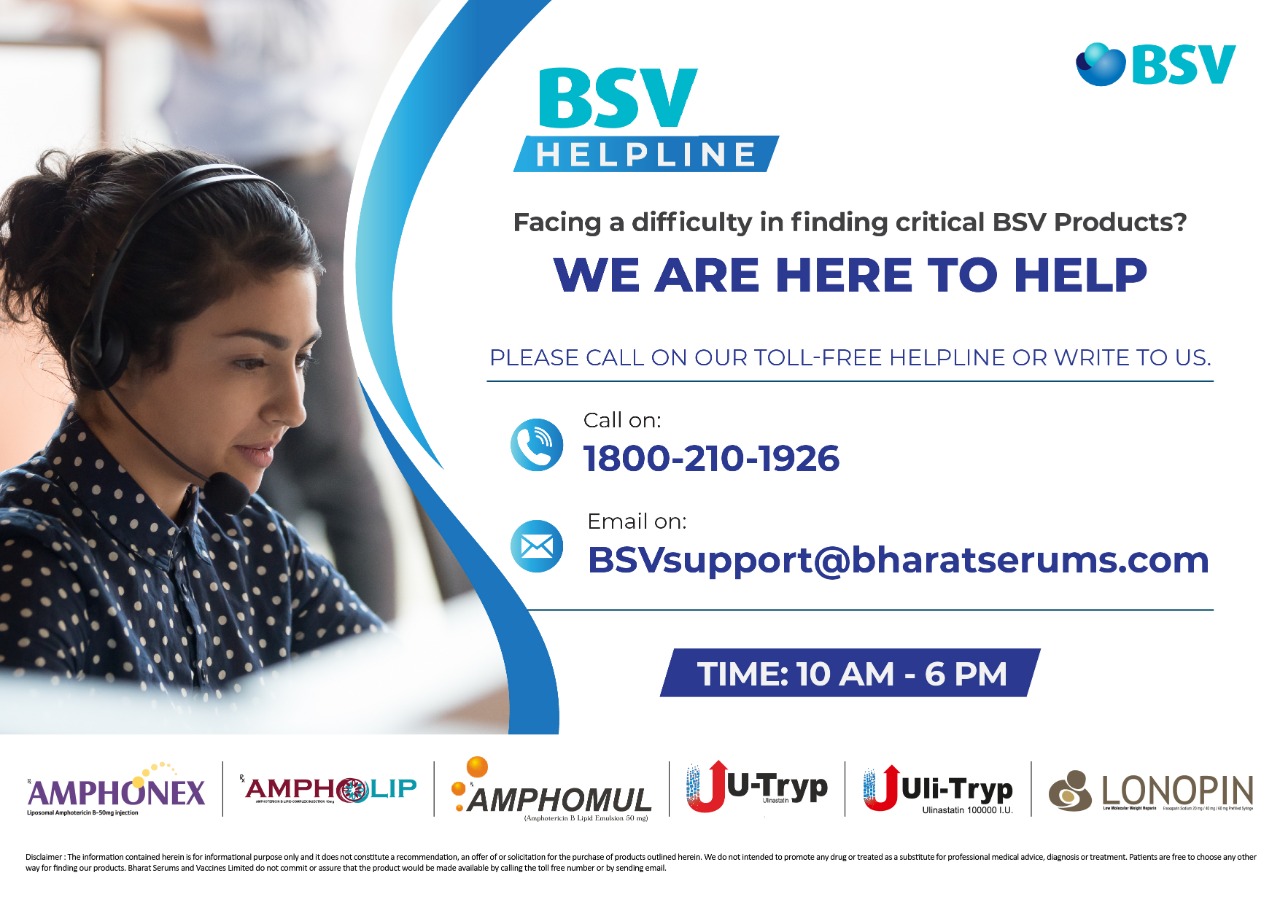 BSV
BSV
HELPLINE
Facing a difficulty in finding critical BSV Products?
WE ARE HERE TO HELP
PLEASE CALL ON OUR TOLL-FREE HELPLINE OR WRITE TO US.
Call on:
1800-210-1926
Email on:
BSVsupport@bharatserums.com
TIME: 10 AM - 6 PM
℞ AMPHONEX
Liposomal Amphotericin B-50mg injection
℞ AMPHOLIP
AMPHOTERICIN B LIPID COMPLEX INJECTION
AMPHOMUL
(Amphotericin B Lipid Emulsion 50 mg)
U-Tryp
Ulinastatin
Uli-Tryp
Ulinastatin 100000 I.U.
LONOPIN
Low Molecular Weight Heparin
Disclaimer : The information contained herein is for informational purpose only and it does not constitute a recommendation, an offer of or solicitation for the purchase of products outlined herein. We do not intended to promote any drug or treated as a substitute for professional medical advice, diagnosis or treatment. Patients are free to choose any other
way for finding our products. Bharat Serums and Vaccines Limited do not commit or assure that the product would be made available by calling the toll free number or by sending email.